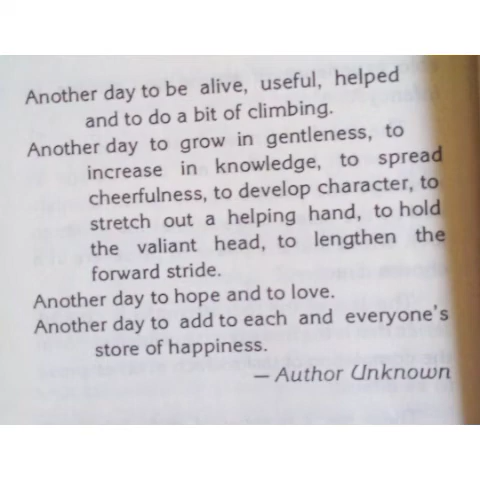 Another day to be alive, useful, helped
and to do a bit of climbing.
Another day to grow in gentleness, to
increase in knowledge, to spread
cheerfulness, to develop character, to
stretch out a helping hand, to hold
the valiant head, to lengthen the
forward stride.
Another day to hope and to love.
Another day to add to each and everyone's
store of happiness.
— Author Unknown